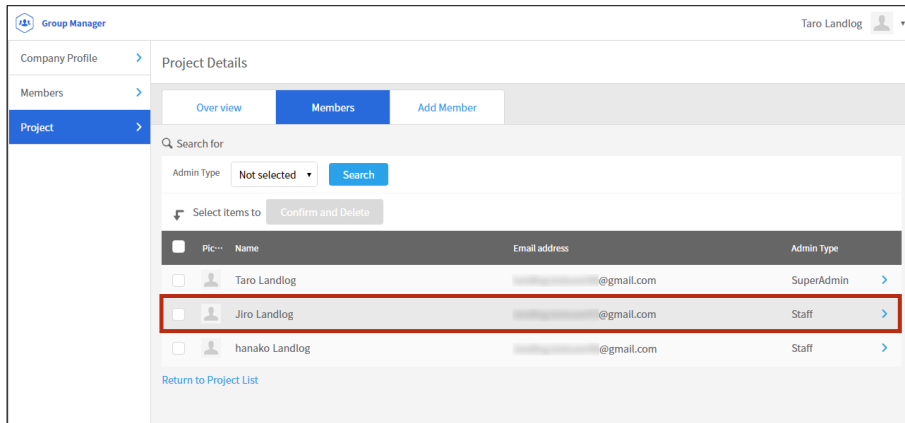 Group Manager
Taro Landlog
Company Profile
Members
Project
Project Details
Over view
Members
Add Member
Search for
Admin Type
Not selected
Search
Select items to
Confirm and Delete
Pic··· Name Email address Admin Type
Taro Landlog @gmail.com SuperAdmin
Jiro Landlog @gmail.com Staff
hanako Landlog @gmail.com Staff
Return to Project List